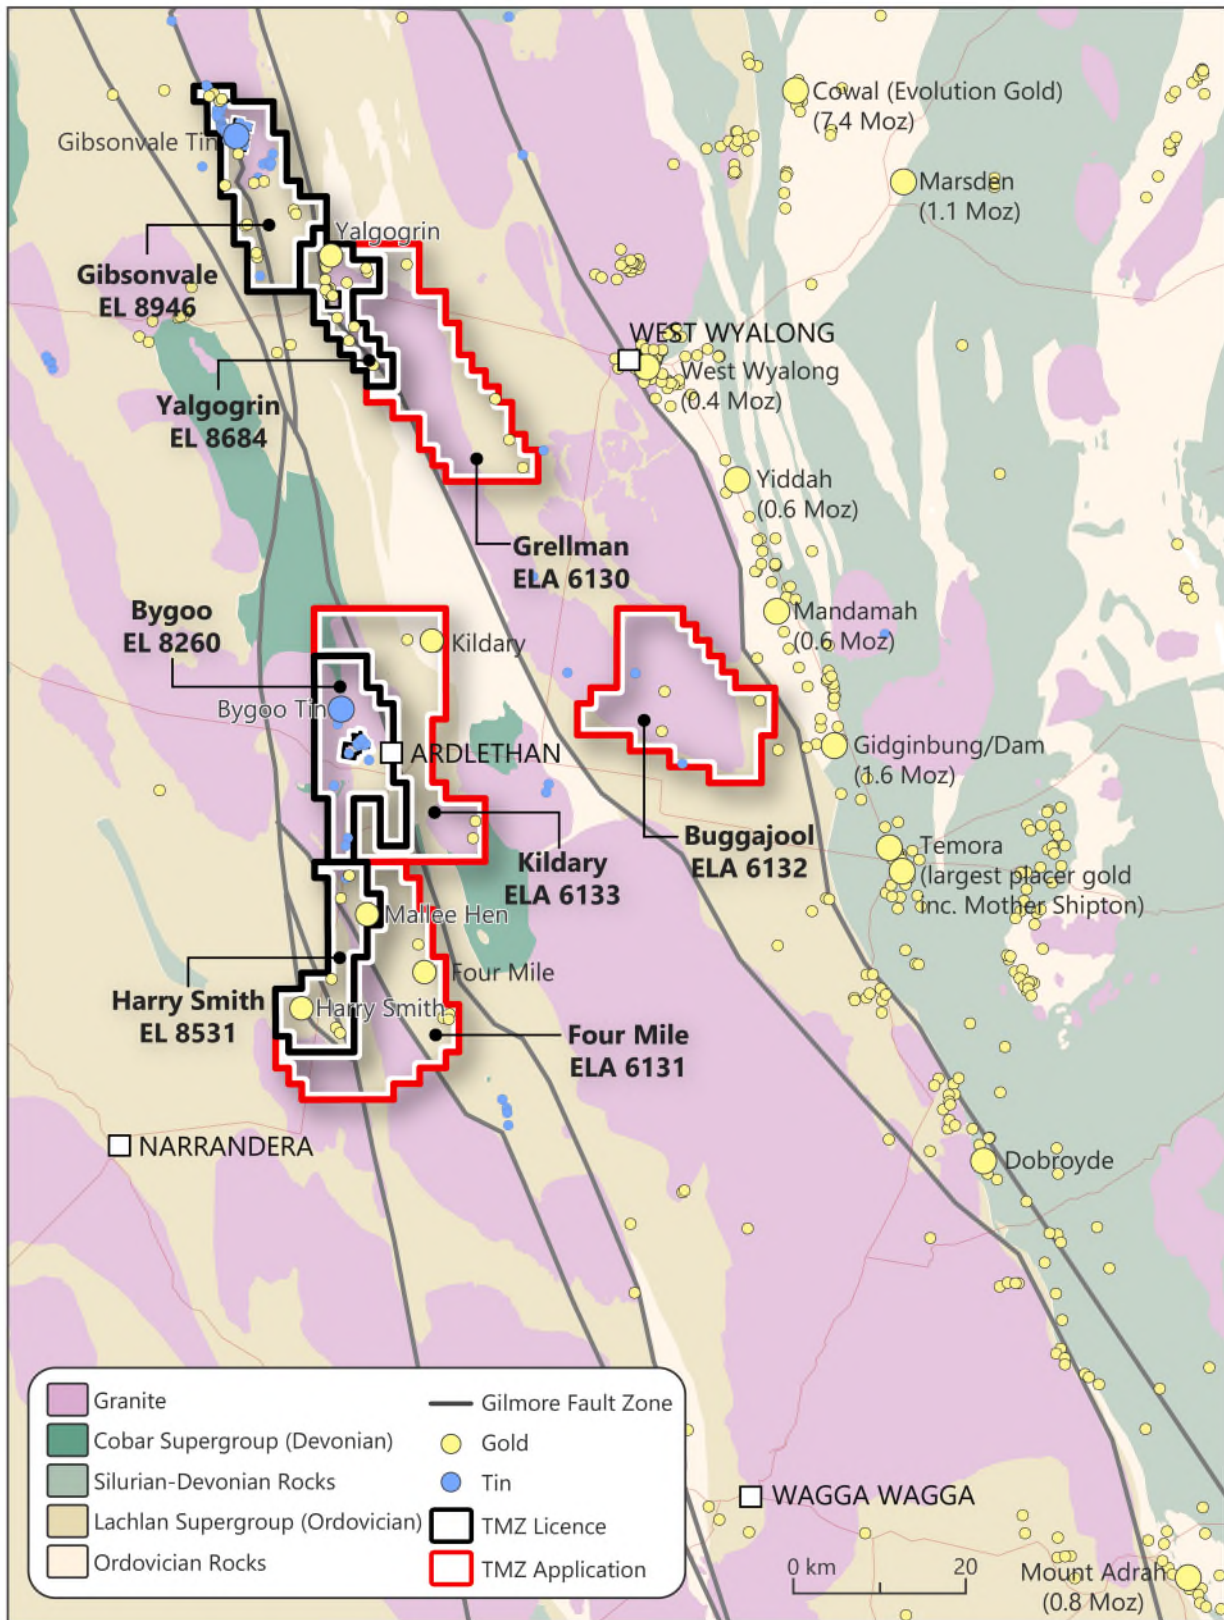 Cowal (Evolution Gold)
(7.4 Moz)
Gibsonvale Tin
Marsden
(1.1 Moz)
Yalgogrin
Gibsonvale
EL 8946
WEST WYALONG
West Wyalong
(0.4 Moz)
Yalgogrin
EL 8684
Yiddah
(0.6 Moz)
Grellman
ELA 6130
Bygoo
EL 8260
Mandamah
(0.6 Moz)
Kildary
Bygoo Tin
ARDLETHAN
Gidginbung/Dam
(1.6 Moz)
Buggajool
ELA 6132
Kildary
ELA 6133
Temora
(largest placer gold
inc. Mother Shipton)
Mallee Hen
Four Mile
Harry Smith
EL 8531
Harry Smith
Four Mile
ELA 6131
NARRANDERA
Dobroyde
Granite
Cobar Supergroup (Devonian)
Silurian-Devonian Rocks
Lachlan Supergroup (Ordovician)
Ordovician Rocks
Gilmore Fault Zone
Gold
Tin
TMZ Licence
TMZ Application
WAGGA WAGGA
0 km 20
Mount Adrah
(0.8 Moz)